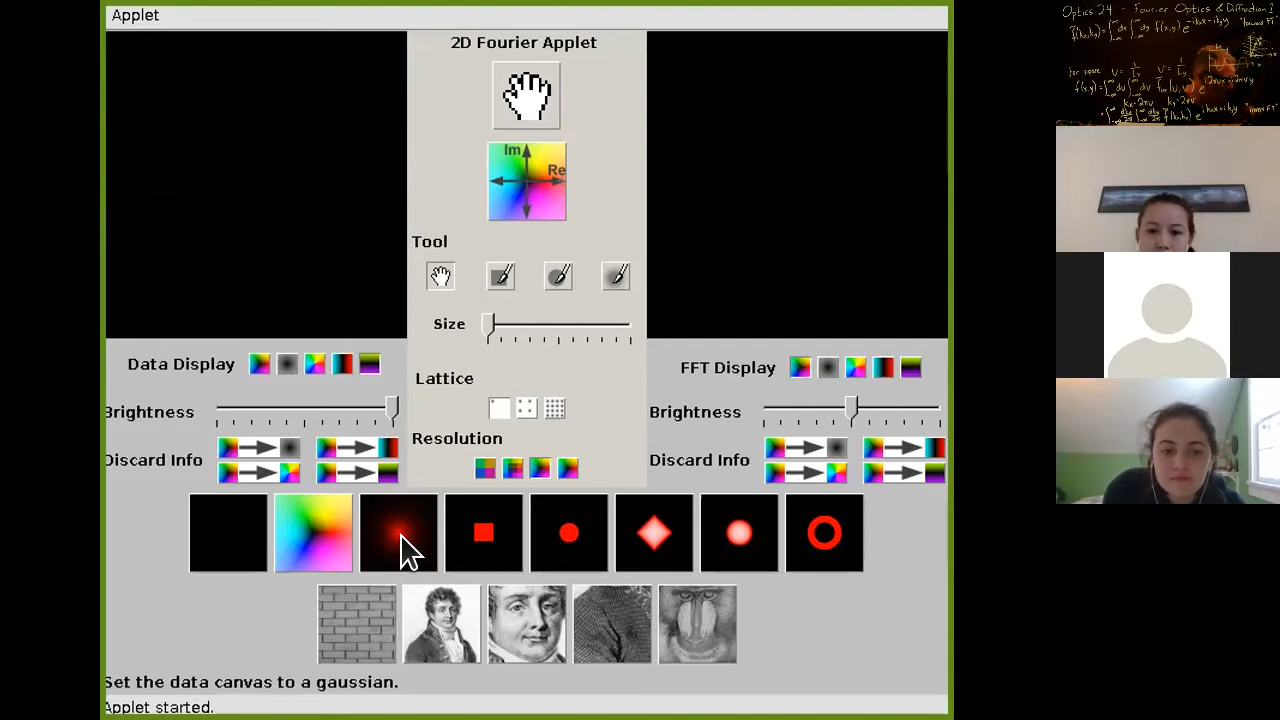 Applet
2D Fourier Applet
Im
Re
Tool
Size
Lattice
Resolution
Data Display
Brightness
Discard Info
FFT Display
Brightness
Discard Info
Set the data canvas to a gaussian.
Applet started.
Optics 24 - Fourier Optics & Diffraction 1